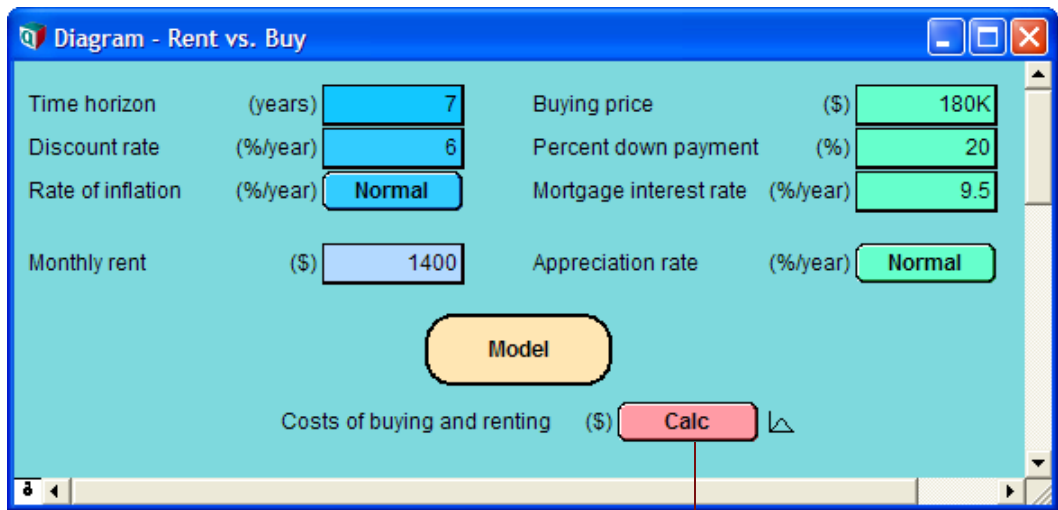 Diagram - Rent vs. Buy
Time horizon (years) 7 Buying price ($) 180K
Discount rate (%/year) 6 Percent down payment (%) 20
Rate of inflation (%/year) Normal Mortgage interest rate (%/year) 9.5
Monthly rent ($) 1400 Appreciation rate (%/year) Normal
Model
Costs of buying and renting ($) Calc